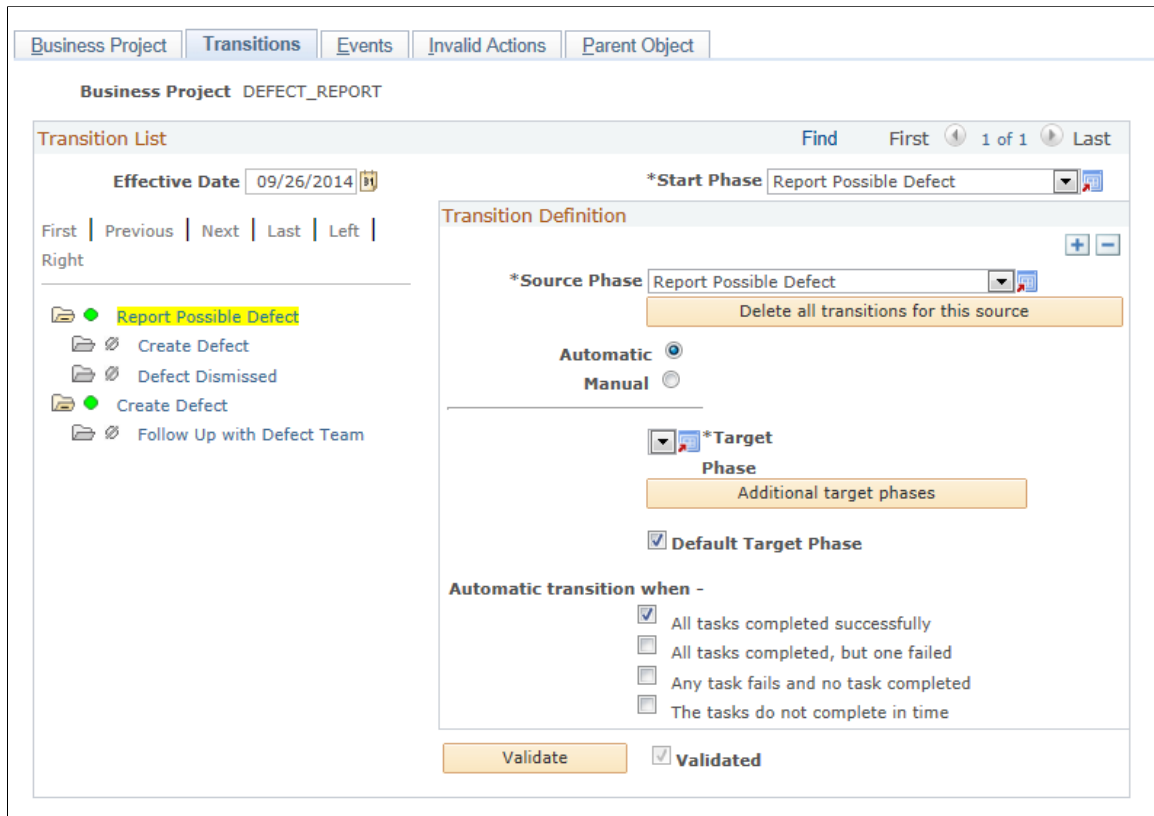 Business Project Transitions Events Invalid Actions Parent Object
Business Project DEFECT_REPORT
Transition List Find First 1 of 1 Last
Effective Date 09/26/2014 *Start Phase Report Possible Defect
First | Previous | Next | Last | Left |
Right
Report Possible Defect
Create Defect
Defect Dismissed
Create Defect
Follow Up with Defect Team
Transition Definition
*Source Phase Report Possible Defect
Delete all transitions for this source
Automatic
Manual
*Target
Phase
Additional target phases
Default Target Phase
Automatic transition when -
All tasks completed successfully
All tasks completed, but one failed
Any task fails and no task completed
The tasks do not complete in time
Validate Validated